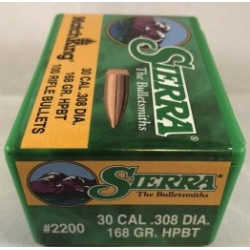 MatchKing
30 CAL .308 DIA.
168 GR. HPBT
100 RIFLE BULLETS
SIERRA
The Bulletsmiths
#2200
SIERRA
The Bulletsmiths
30 CAL .308 DIA.
168 GR. HPBT